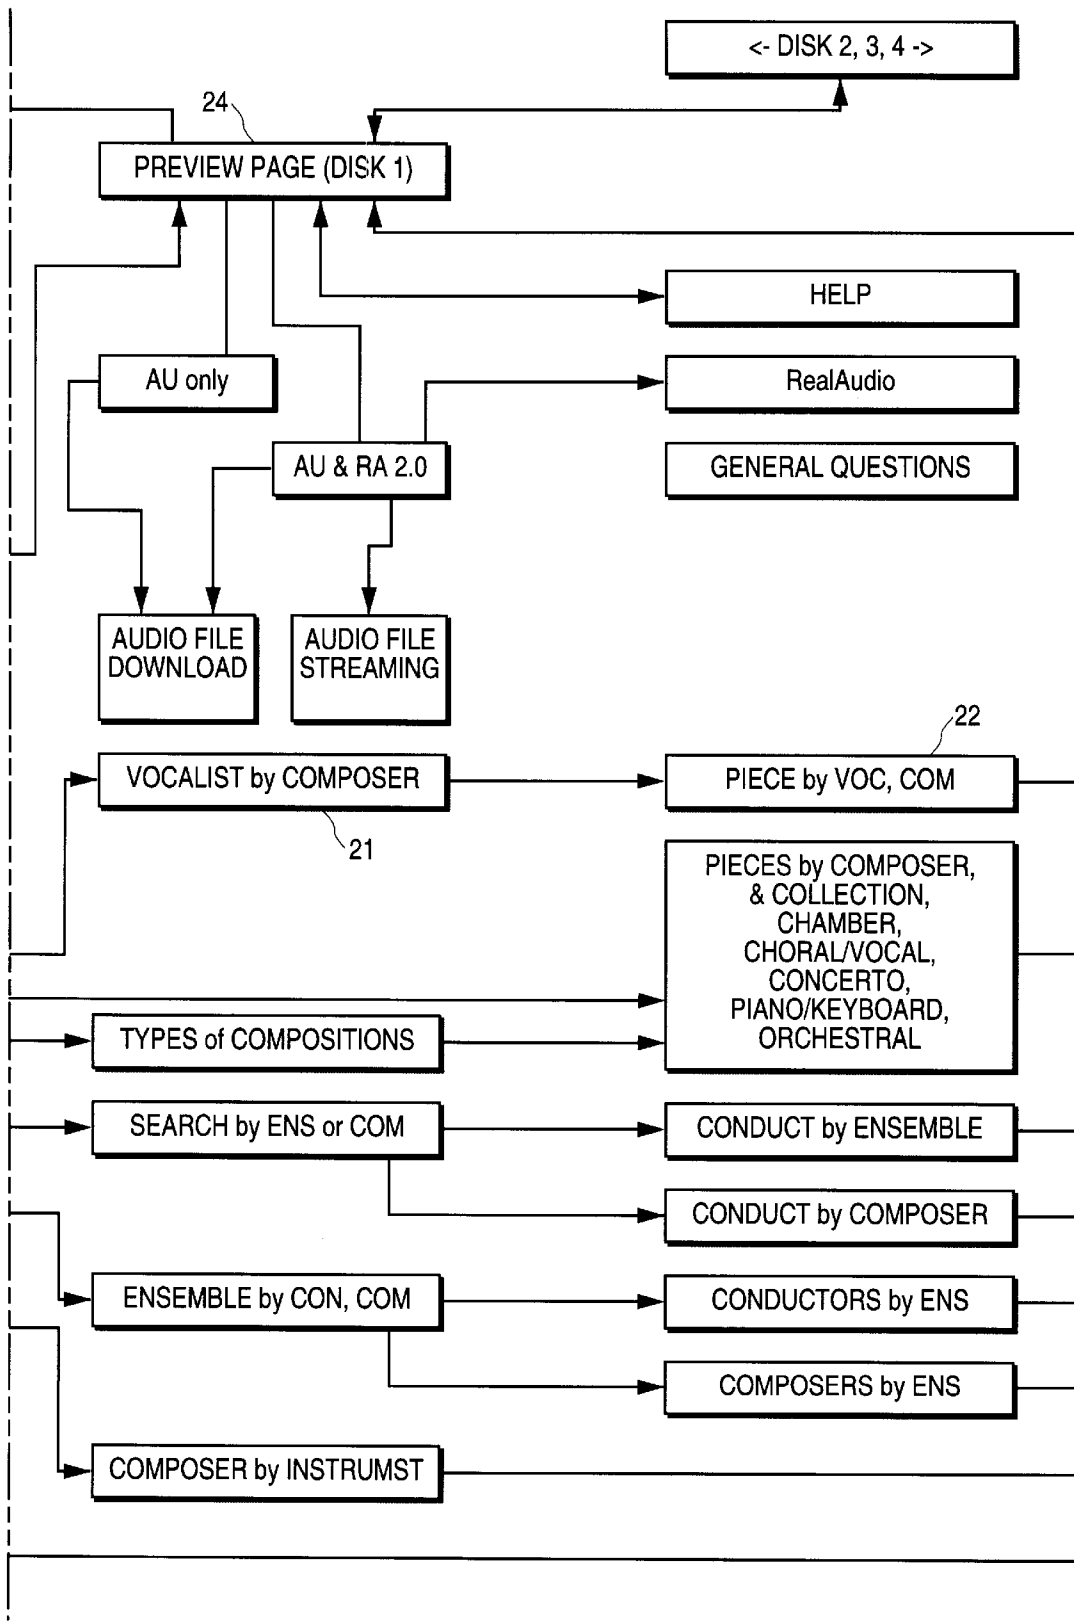 <- DISK 2, 3, 4 ->
24
PREVIEW PAGE (DISK 1)
HELP
AU only
RealAudio
AU & RA 2.0
GENERAL QUESTIONS
AUDIO FILE
DOWNLOAD
AUDIO FILE
STREAMING
22
VOCALIST by COMPOSER
PIECE by VOC, COM
21
PIECES by COMPOSER,
& COLLECTION,
CHAMBER,
CHORAL/VOCAL,
CONCERTO,
PIANO/KEYBOARD,
ORCHESTRAL
TYPES of COMPOSITIONS
SEARCH by ENS or COM
CONDUCT by ENSEMBLE
CONDUCT by COMPOSER
ENSEMBLE by CON, COM
CONDUCTORS by ENS
COMPOSERS by ENS
COMPOSER by INSTRUMST